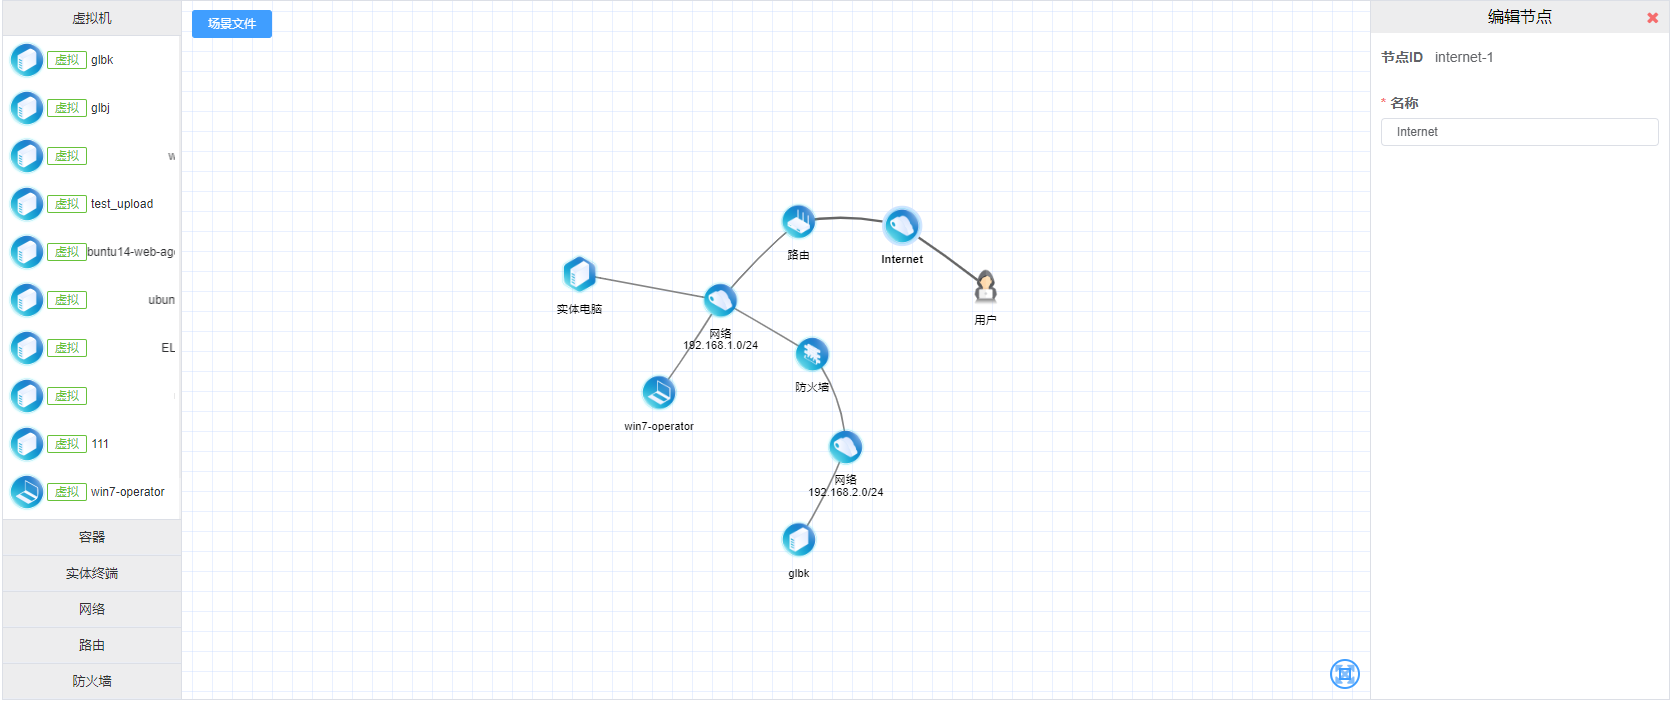 虚拟机
虚拟 glbk
虚拟 glbj
虚拟
虚拟 test_upload
虚拟 buntu14-web-ag
虚拟 ubun
虚拟 EL
虚拟
虚拟 111
虚拟 win7-operator
容器
实体终端
网络
路由
防火墙
场景文件
路由
Internet
用户
实体电脑
网络
192.168.1.0/24
防火墙
win7-operator
网络
192.168.2.0/24
glbk
编辑节点
节点ID internet-1
* 名称
Internet